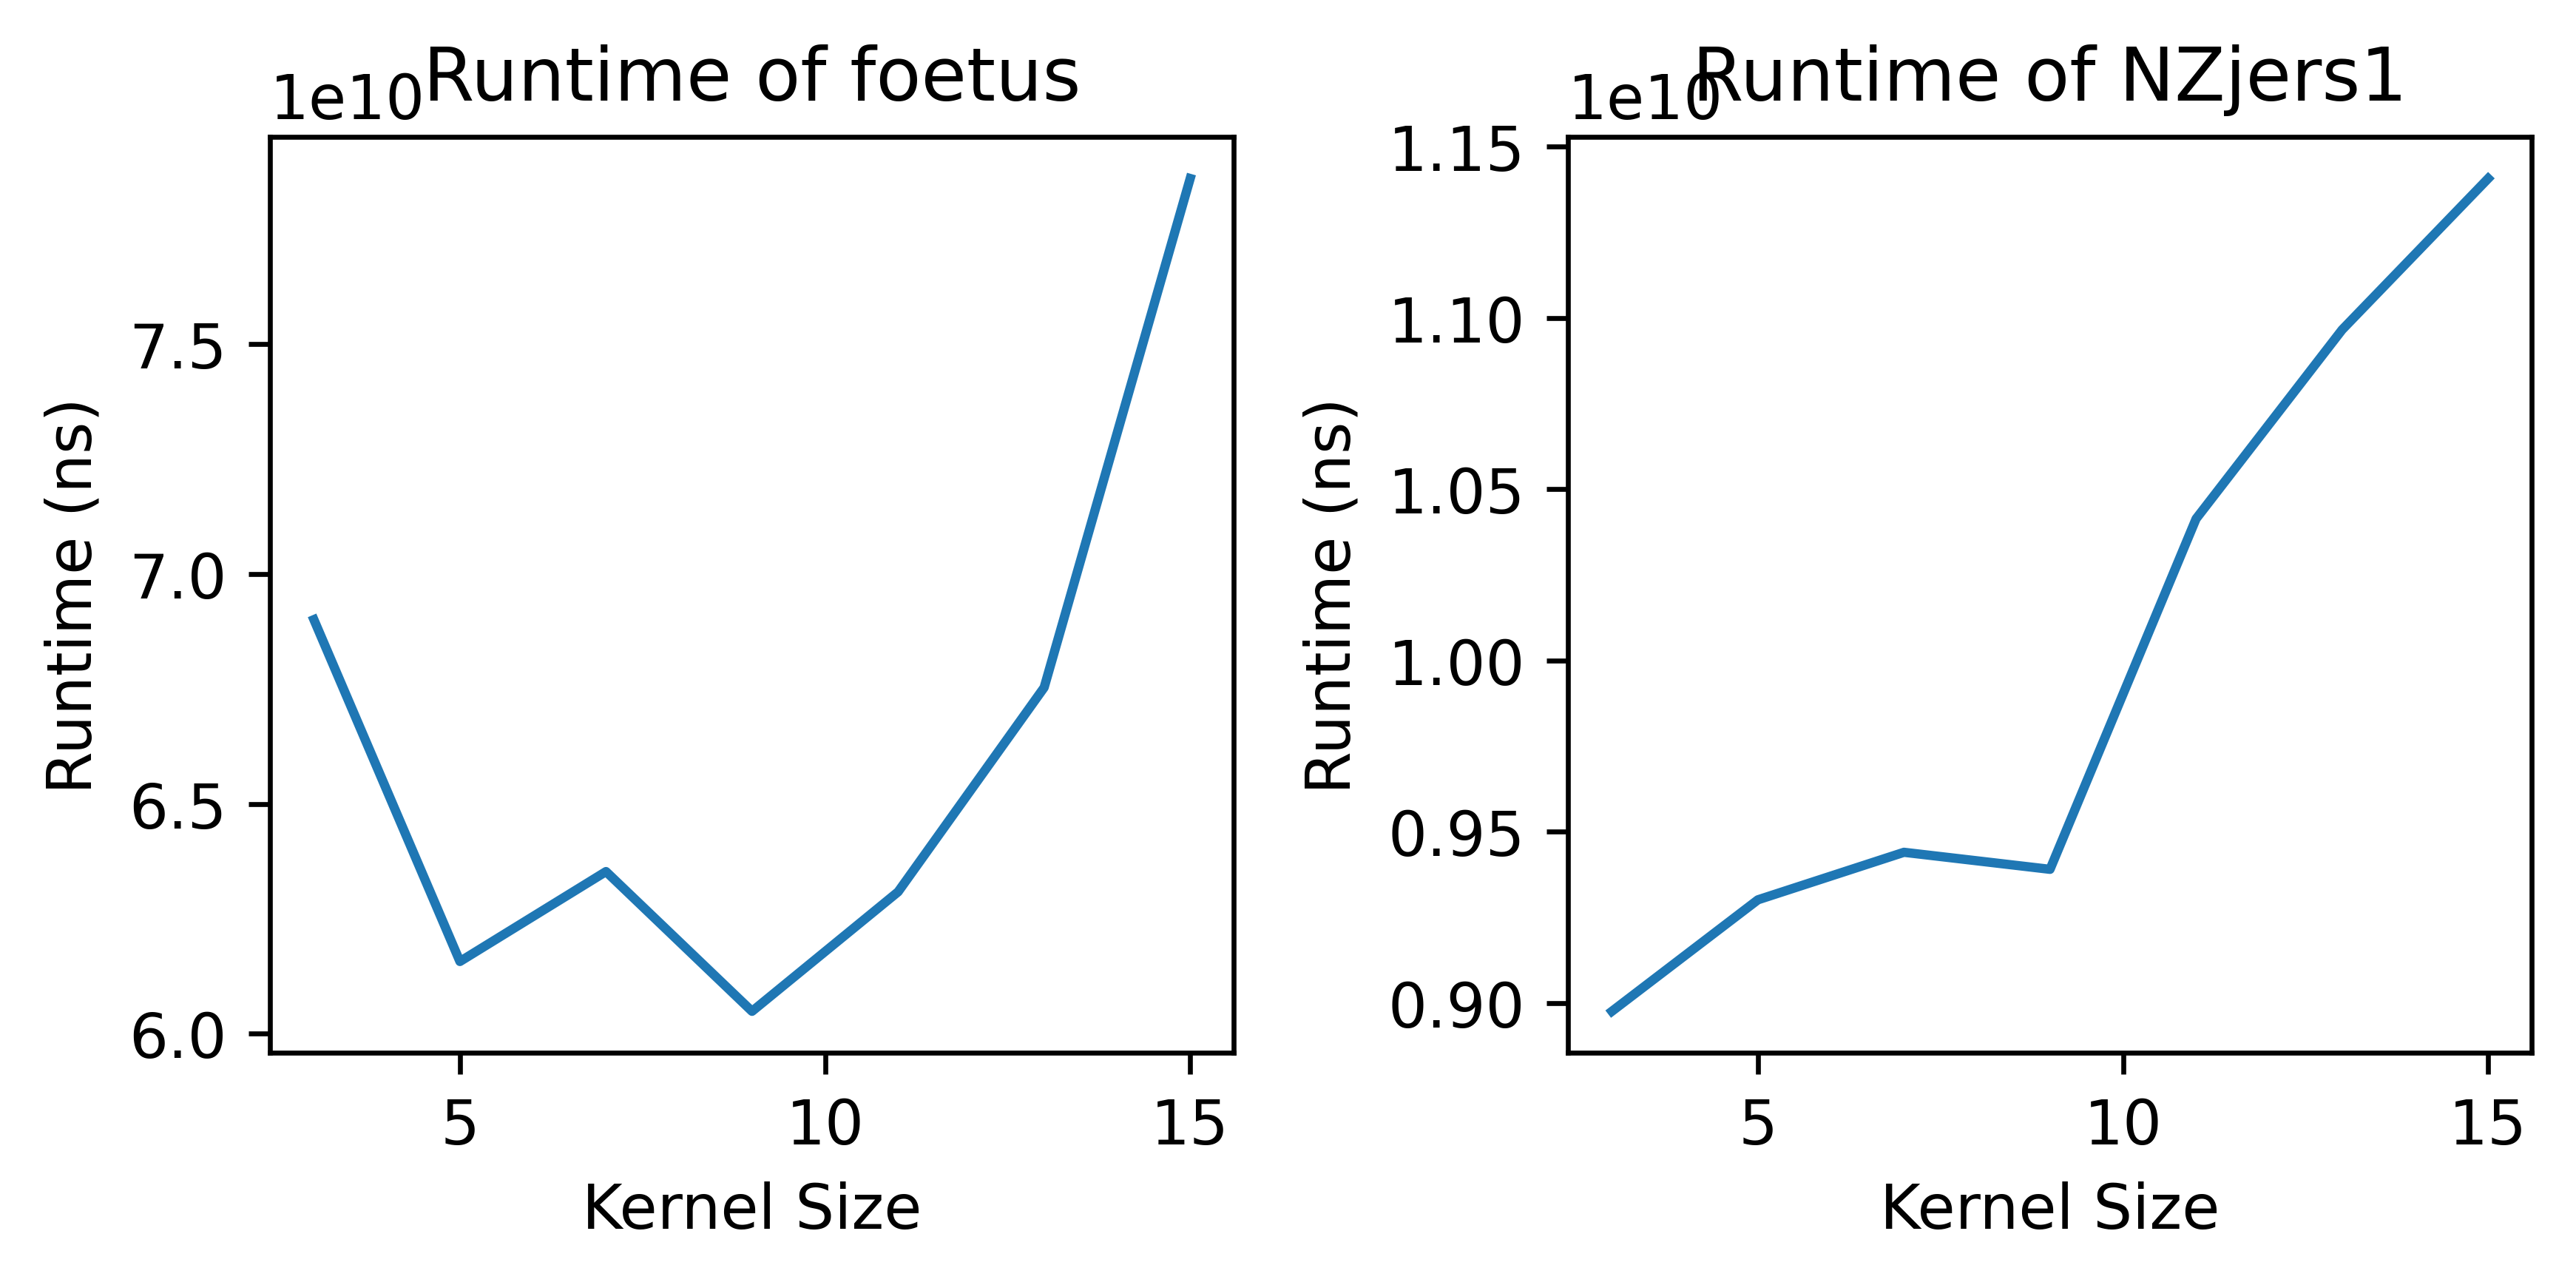 Runtime of foetus
1e10
7.5
7.0
6.5
6.0
Runtime (ns)
5 10 15
Kernel Size
Runtime of NZjers1
1e10
1.15
1.10
1.05
1.00
0.95
0.90
Runtime (ns)
5 10 15
Kernel Size